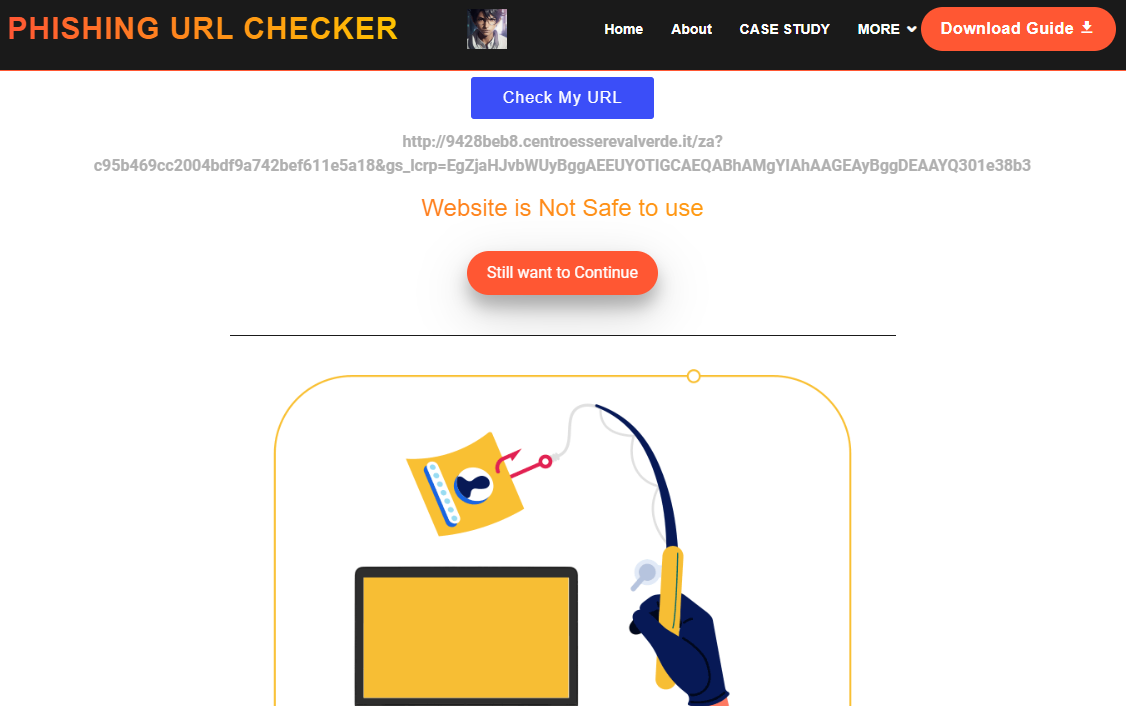 PHISHING URL CHECKER
Home
About
CASE STUDY
MORE
Download Guide
Check My URL
http://9428beb8.centroesserevalverde.it/za?
c95b469cc2004bdf9a742bef611e5a18&gs_lcrp=EgZjaHJvbWUyBggAEEUYOTIGCAEQABhAMgYIAhAAGEAyBggDEAAYQ301e38b3
Website is Not Safe to use
Still want to Continue